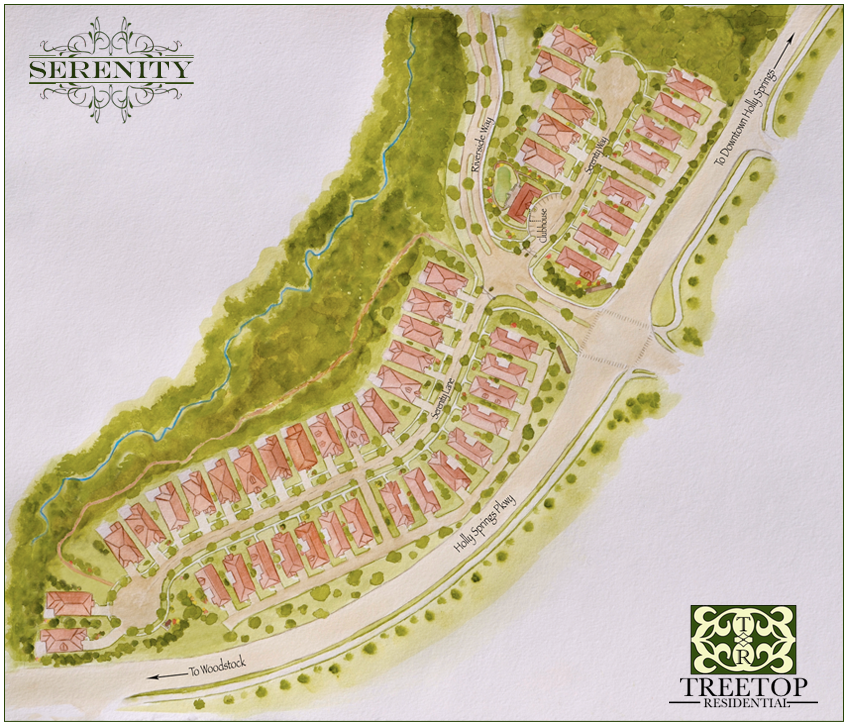 SERENITY
To Downtown Holly Springs
Riverside Way
Serenity Way
Clubhouse
Serenity Lane
Holly Springs Pkwy
To Woodstock
T
R
TREETOP
RESIDENTIAL